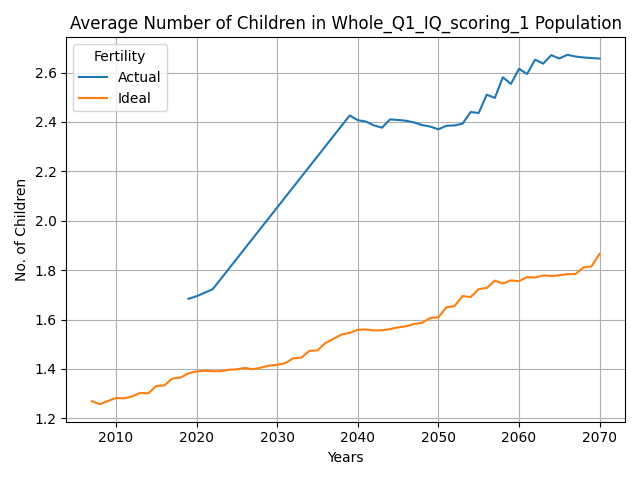 Average Number of Children in Whole_Q1_IQ_scoring_1 Population
Fertility
Actual
Ideal
No. of Children
2.6
2.4
2.2
2.0
1.8
1.6
1.4
1.2
2010 2020 2030 2040 2050 2060 2070
Years